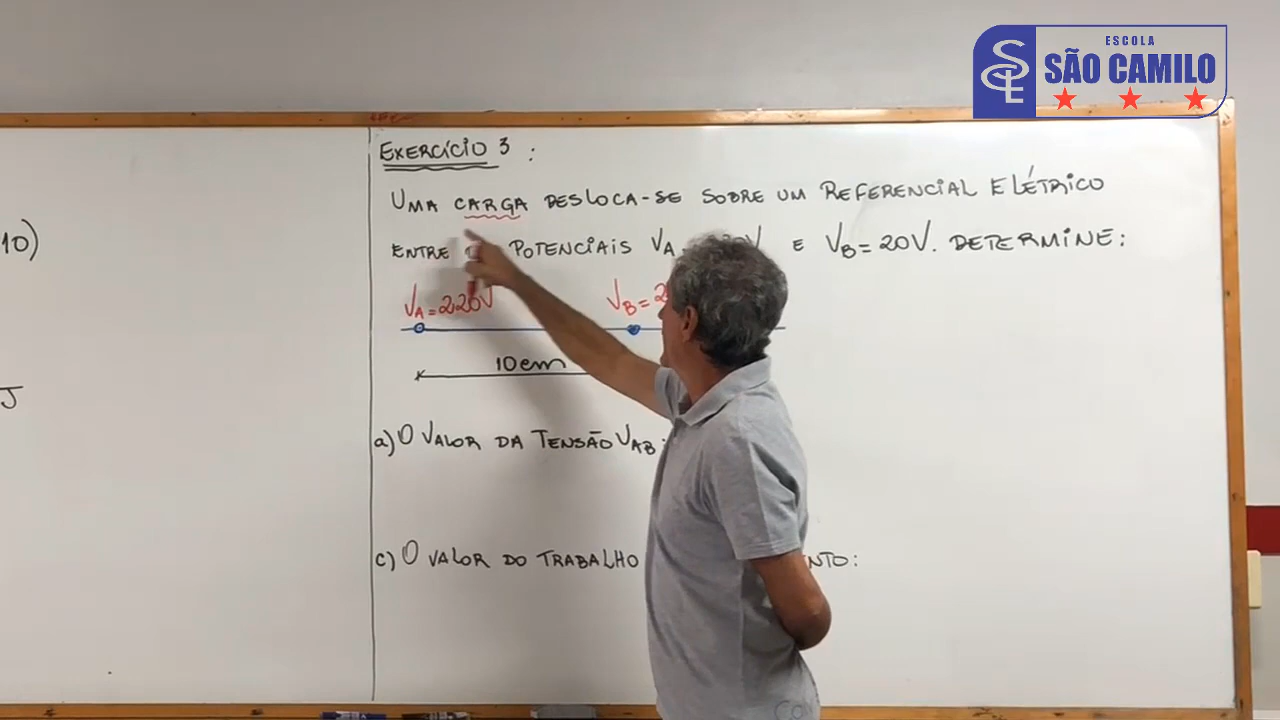 ESCOLA
SÃO CAMILO
EXERCÍCIO 3 :
UMA CARGA DESLOCA-SE SOBRE UM REFERENCIAL ELÉTRICO
ENTRE POTENCIAIS VA E VB = 20V. DETERMINE:
VA = 220V VB = 2
10cm
a) O VALOR DA TENSÃO VAB:
c) O VALOR DO TRABALHO
10)
J